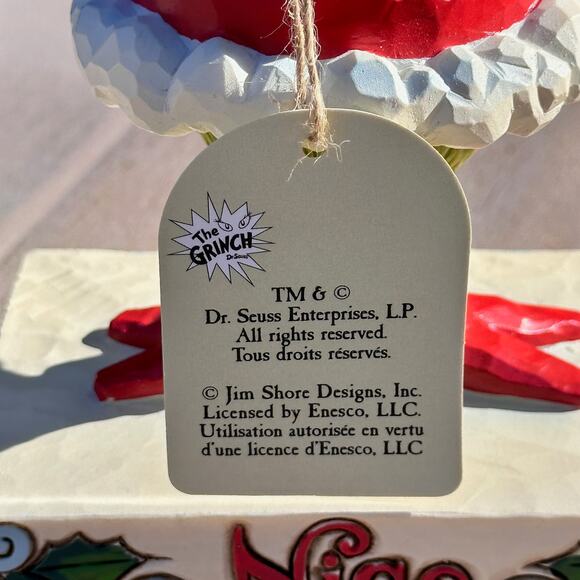 The
GRINCH
Dr. Seuss
TM & ©
Dr. Seuss Enterprises, L.P.
All rights reserved.
Tous droits réservés.
© Jim Shore Designs, Inc.
Licensed by Enesco, LLC.
Utilisation autorisée en vertu
d'une licence d'Enesco, LLC